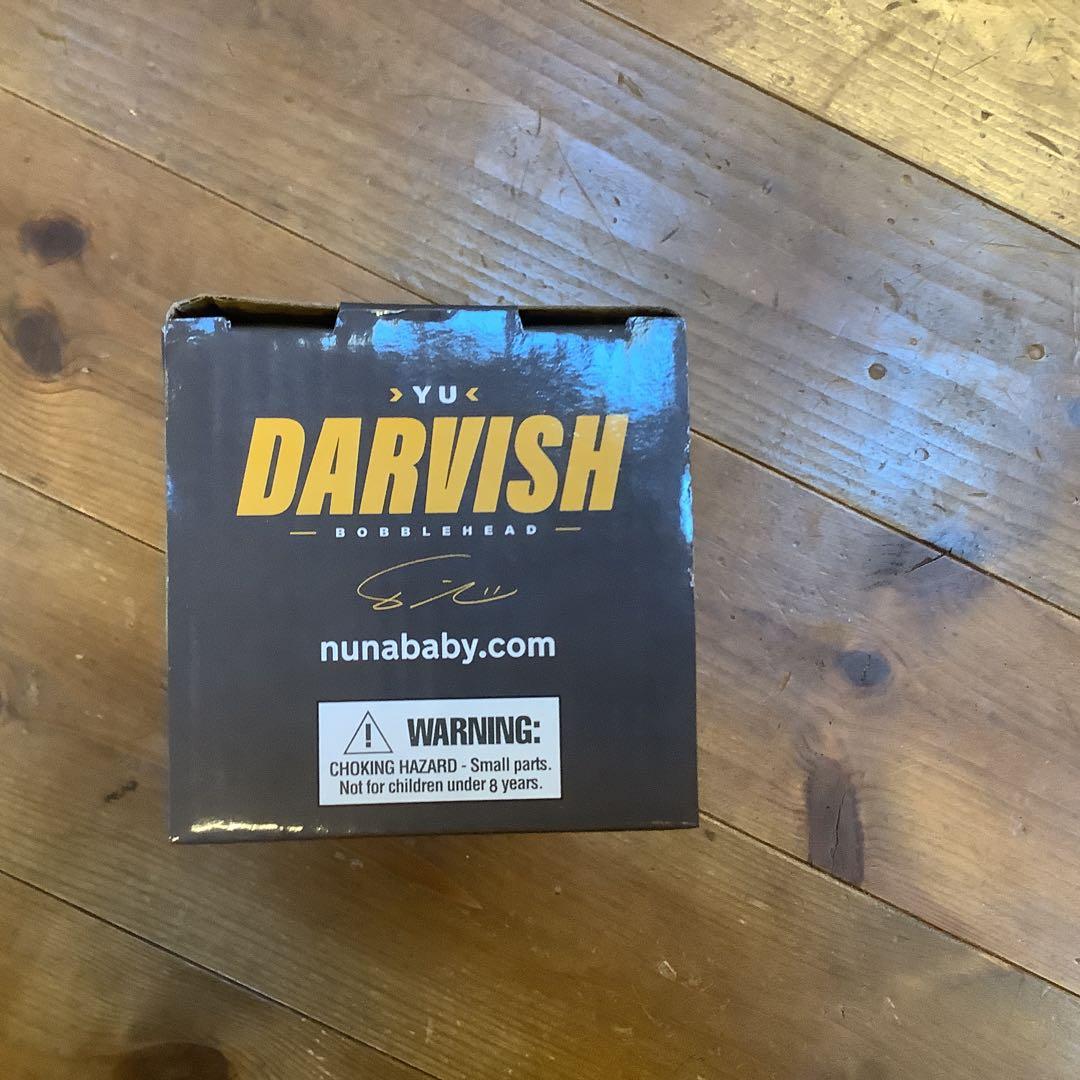 YU
DARVISH
BOBBLEHEAD
nunababy.com
WARNING:
CHOKING HAZARD - Small parts.
Not for children under 8 years.